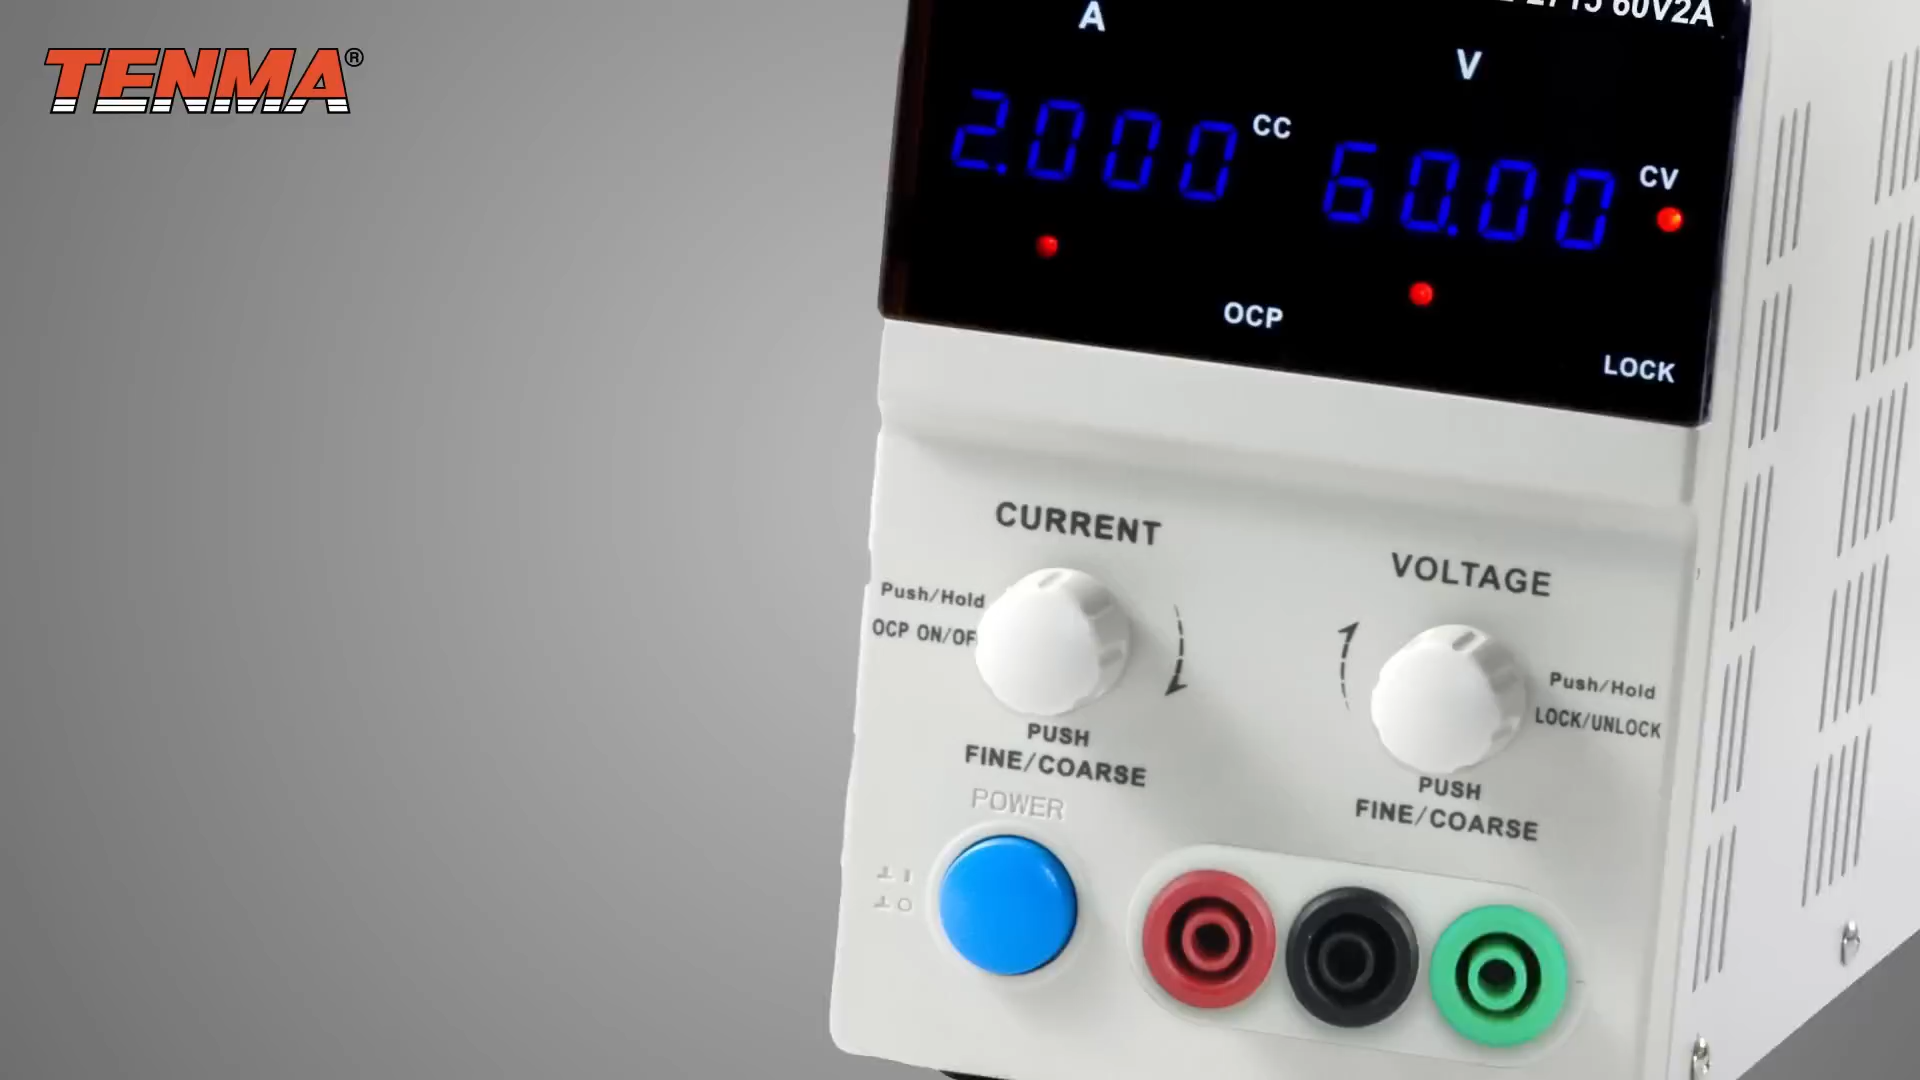 TENMA®
60V2A
A
V
2.000 CC 60.00 CV
OCP
LOCK
CURRENT
VOLTAGE
Push/Hold
OCP ON/OF
Push/Hold
LOCK/UNLOCK
PUSH
FINE/COARSE
PUSH
FINE/COARSE
POWER